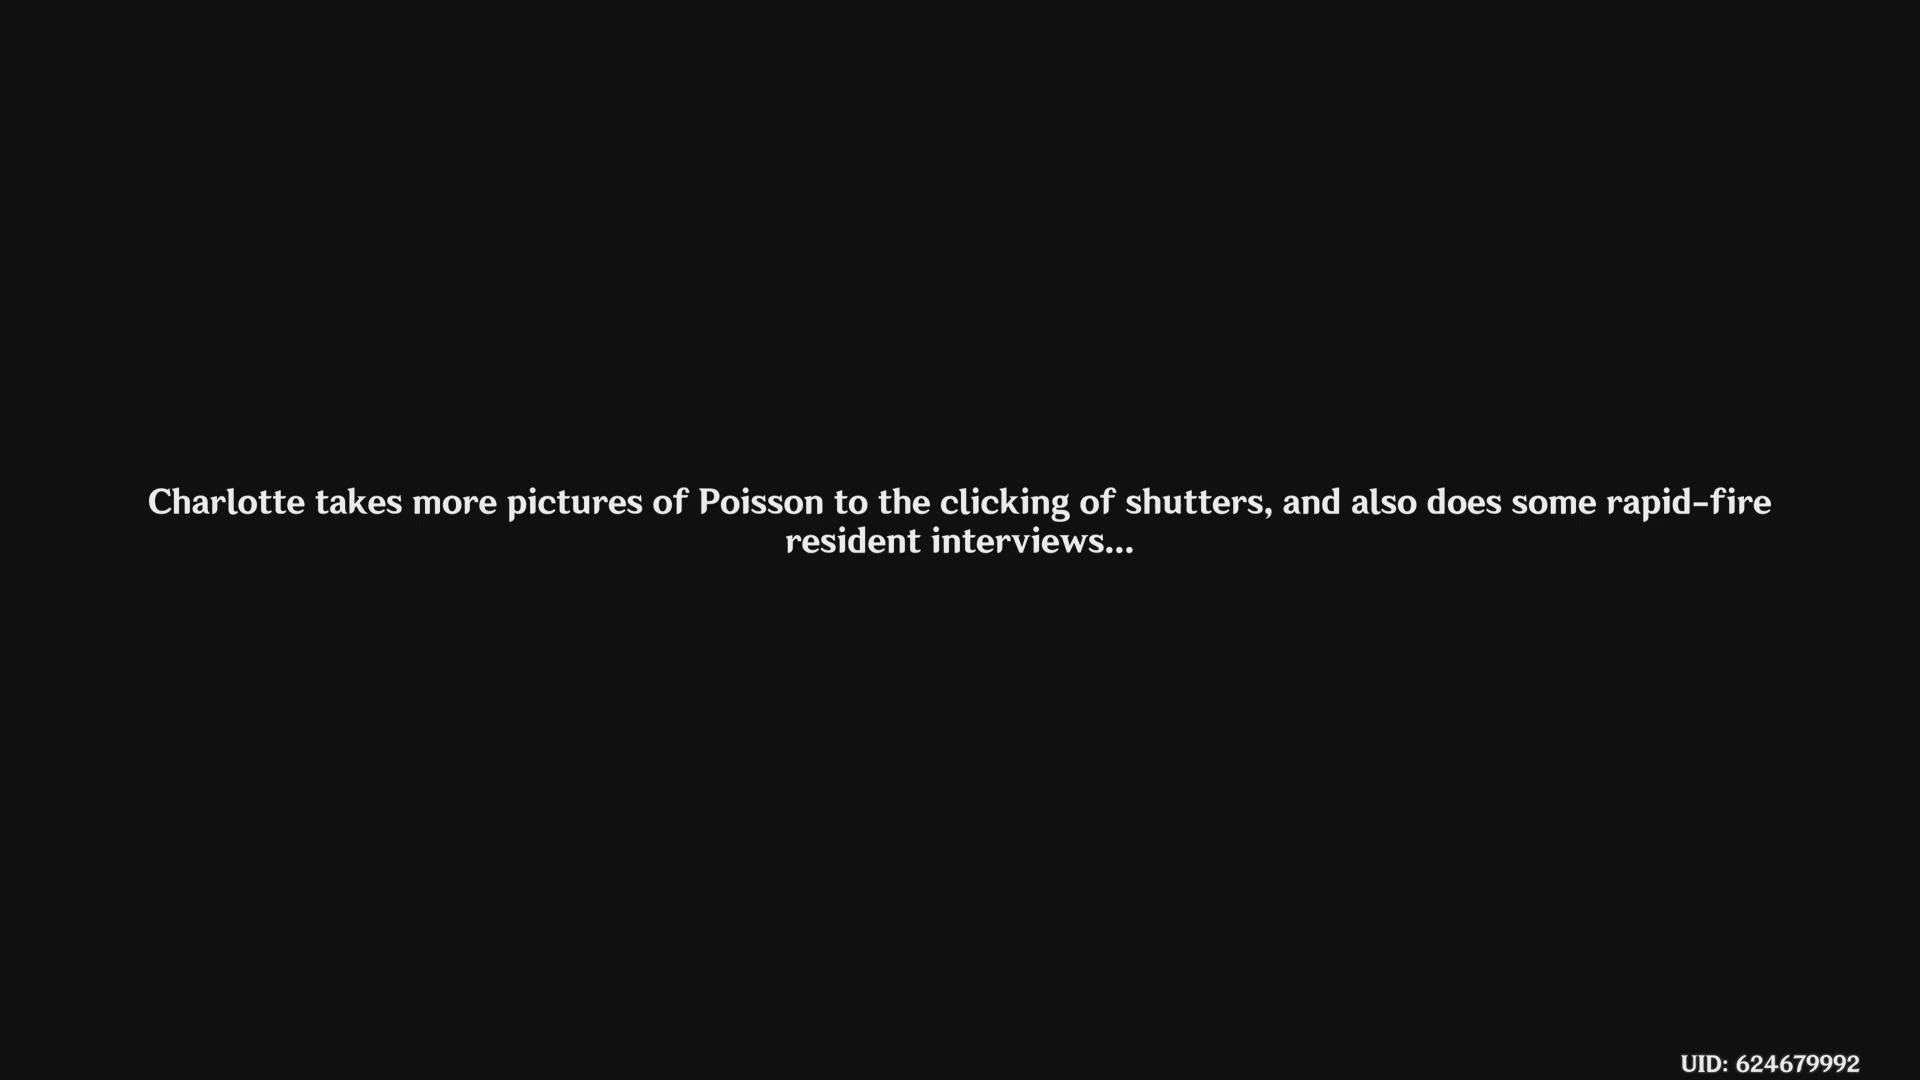 Charlotte takes more pictures of Poisson to the clicking of shutters, and also does some rapid-fire
resident interviews...
UID: 624679992